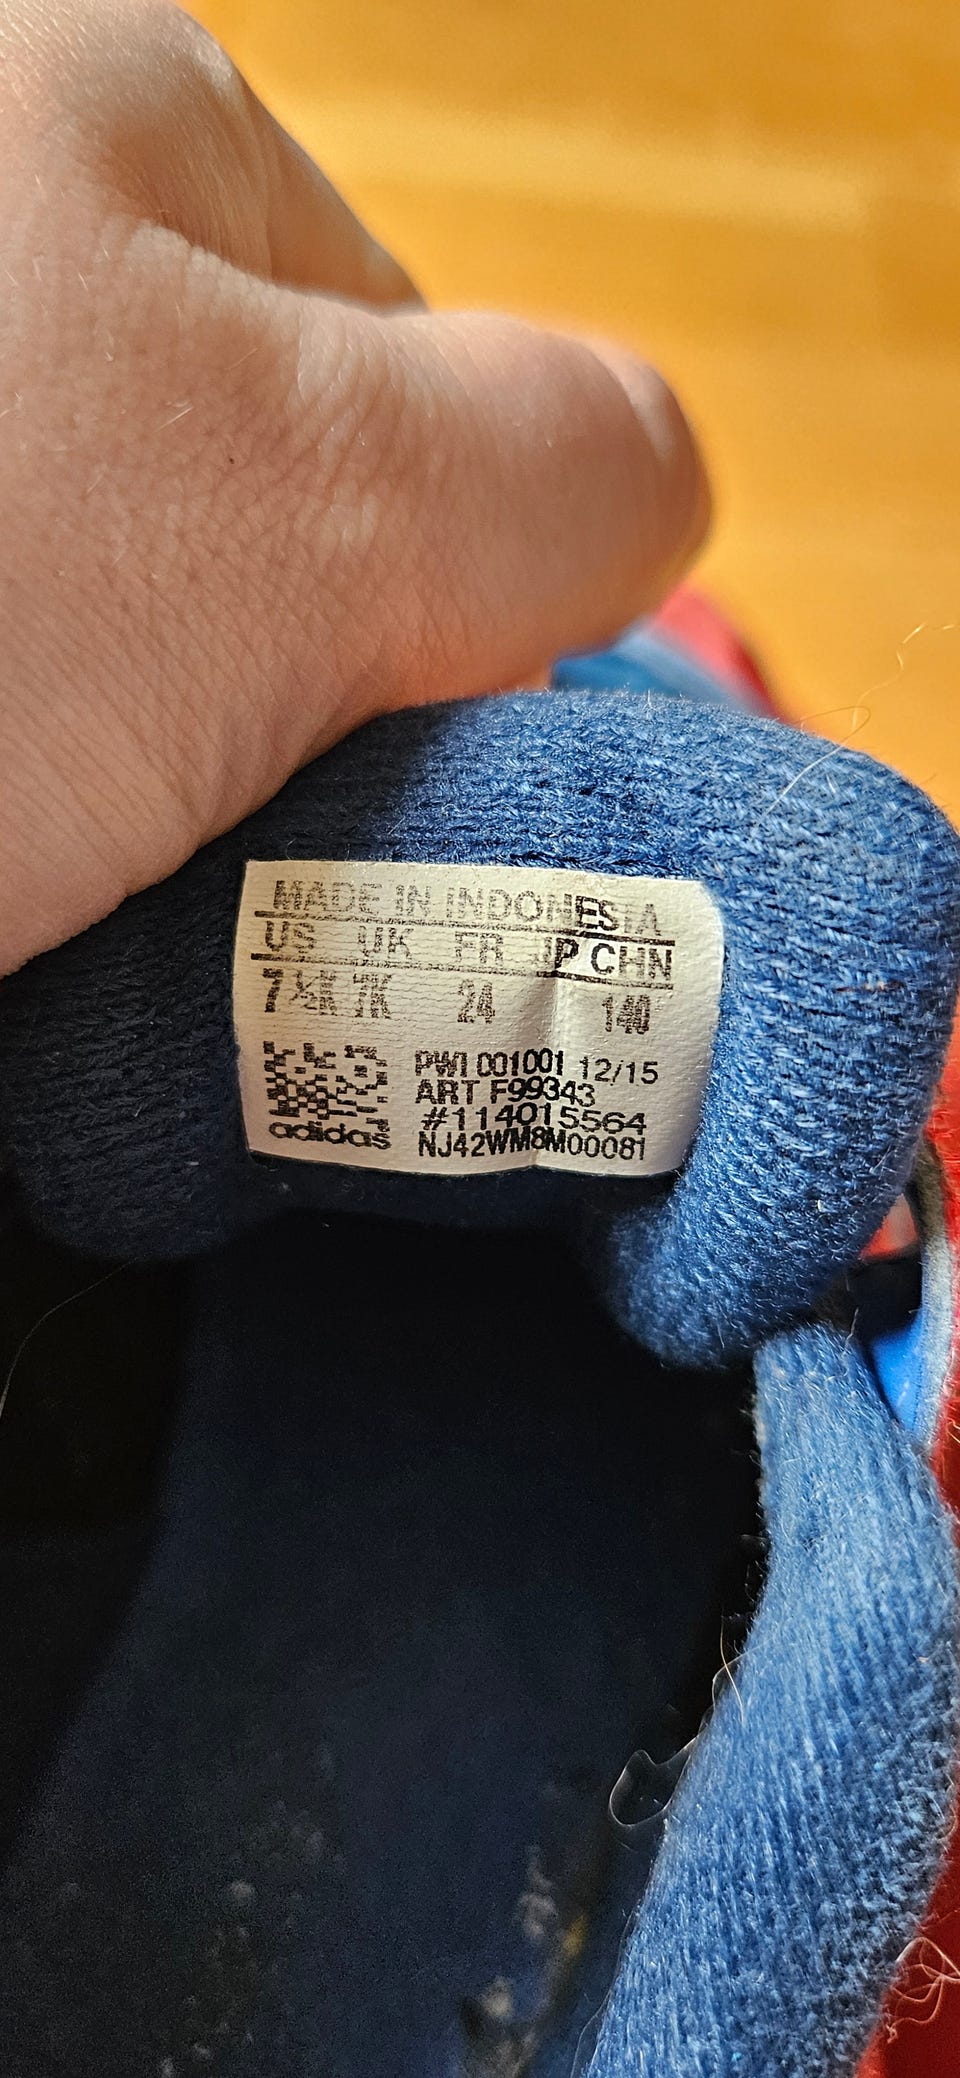 MADE IN INDONESIA
US UK FR JP CHN
7½K 7K 24 140
PWI 001001 12/15
ART F99343
#114015564
adidas NJ42WM8M00081